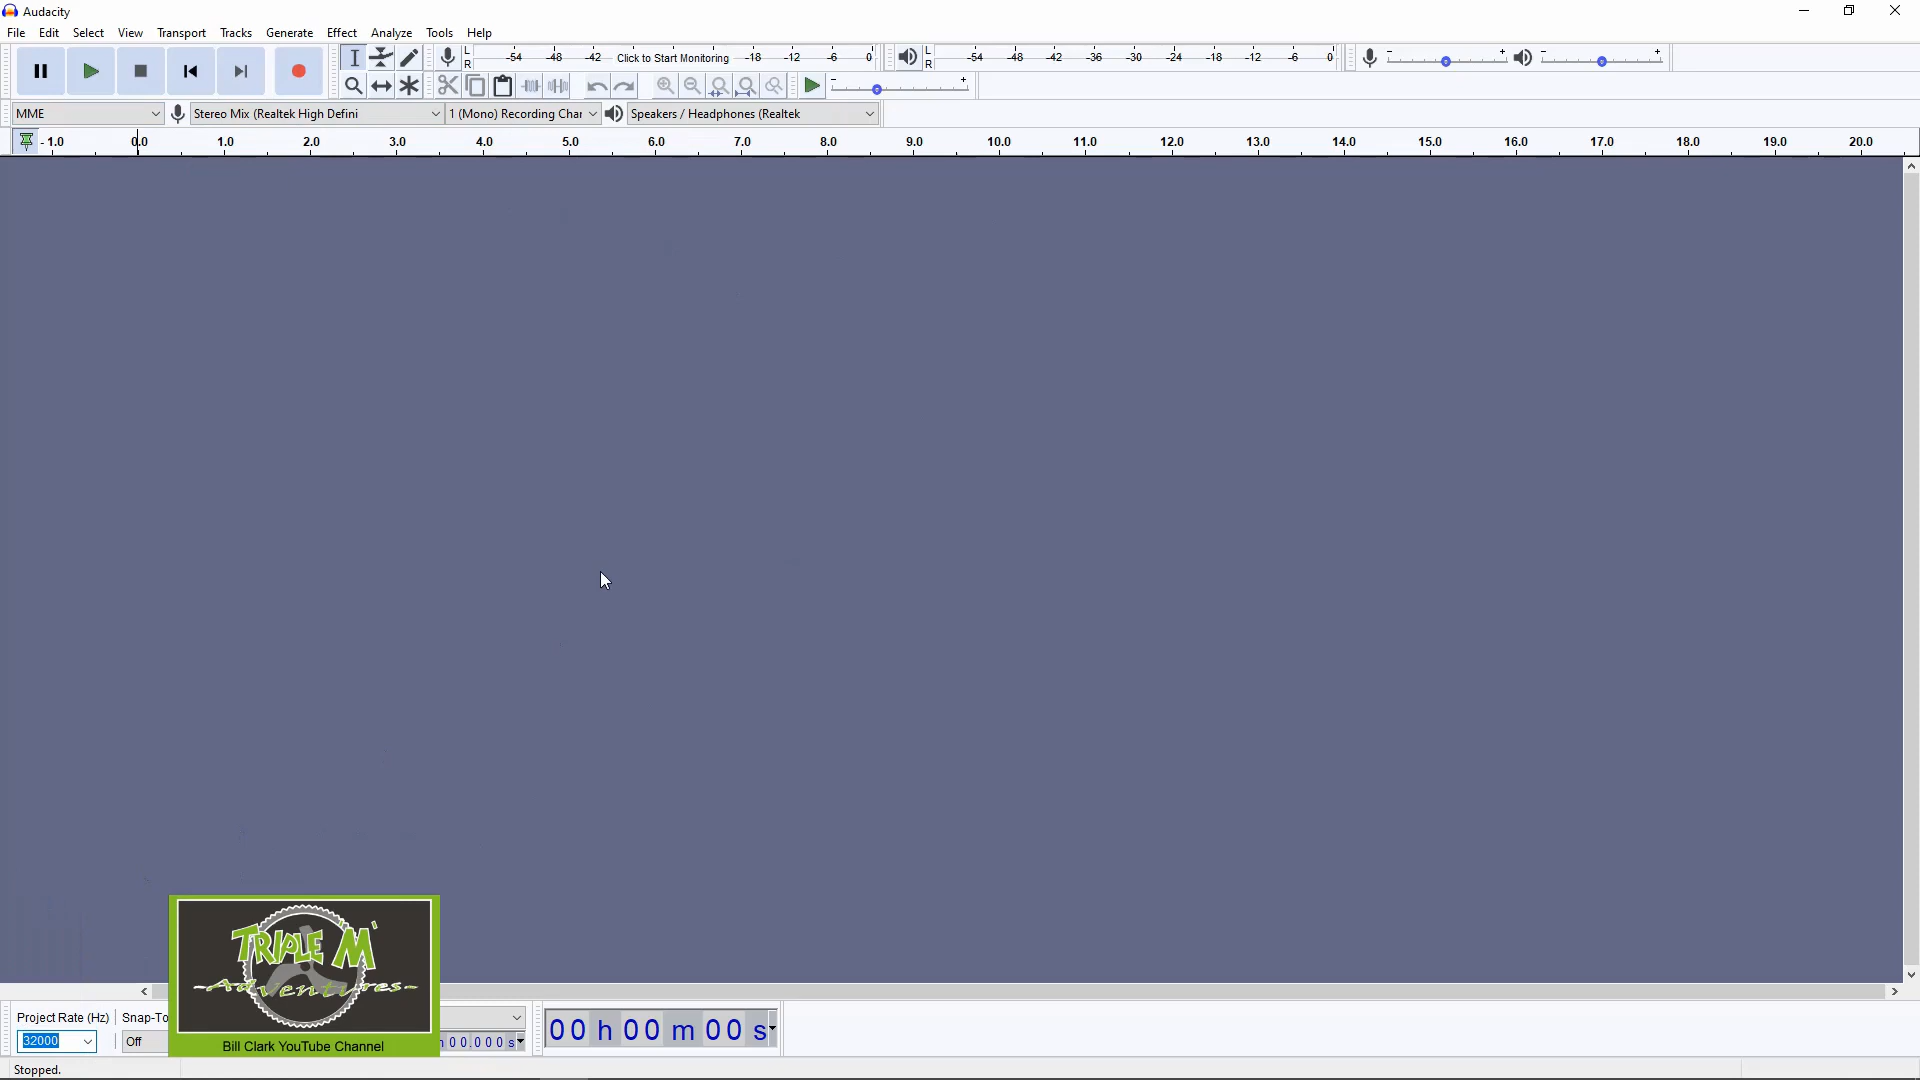 Audacity
File Edit Select View Transport Tracks Generate Effect Analyze Tools Help
L R -54 -48 -42 Click to Start Monitoring -18 -12 -6 0 L R -54 -48 -42 -36 -30 -24 -18 -12 -6 0 - + - +
- +
MME Stereo Mix (Realtek High Defini 1 (Mono) Recording Char Speakers / Headphones (Realtek
-1.0 0.0 1.0 2.0 3.0 4.0 5.0 6.0 7.0 8.0 9.0 10.0 11.0 12.0 13.0 14.0 15.0 16.0 17.0 18.0 19.0 20.0
TRIPLE M'
-Adventures-
Bill Clark YouTube Channel
Project Rate (Hz) Snap-To
32000 Off 00.000 s
00 h 00 m 00 s
Stopped.